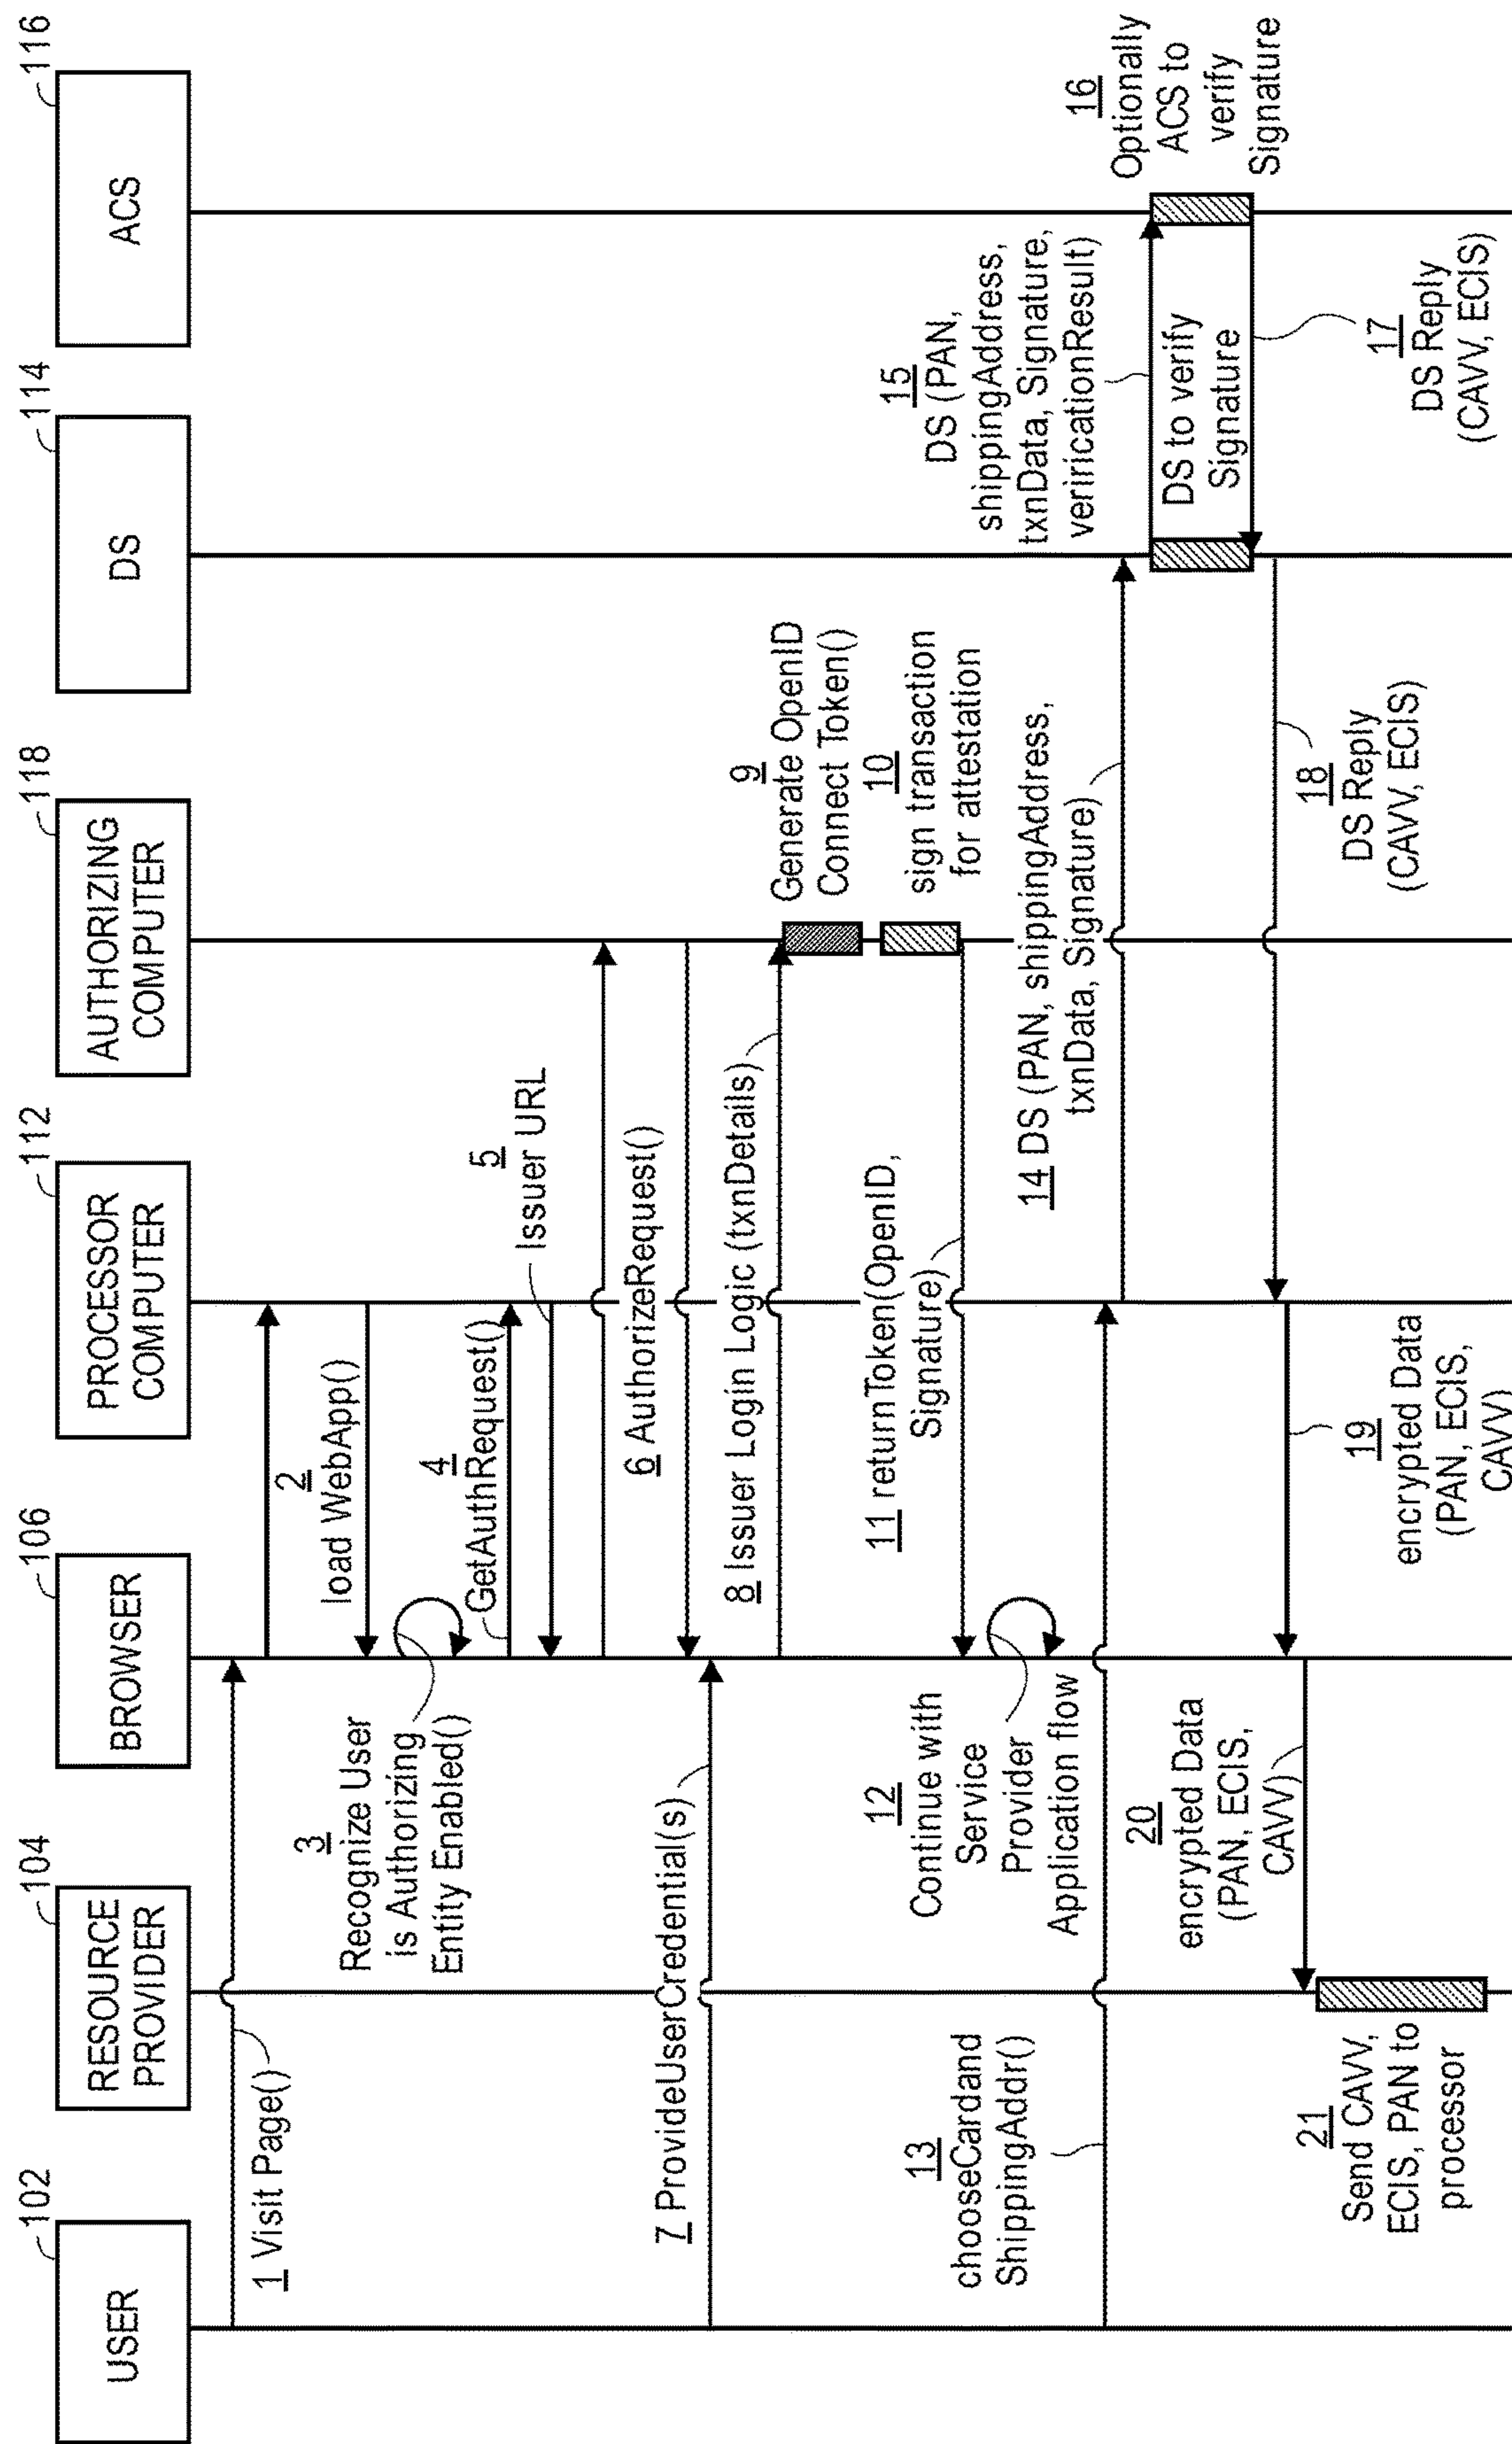 102
USER
104
RESOURCE
PROVIDER
106
BROWSER
112
PROCESSOR
COMPUTER
118
AUTHORIZING
COMPUTER
114
DS
116
ACS
1 Visit Page()
2
load WebApp()
3
Recognize User
is Authorizing
Entity Enabled()
4
GetAuthRequest()
5
Issuer URL
6 AuthorizeRequest()
7 ProvideUserCredential(s)
8 Issuer Login Logic (txnDetails)
9
Generate OpenID
Connect Token()
10
sign transaction
for attestation
11 returnToken(OpenID,
Signature)
12
Continue with
Service
Provider
Application flow
13
chooseCardand
ShippingAddr()
14 DS (PAN, shippingAddress,
txnData, Signature)
15
DS (PAN,
shippingAddress,
txnData, Signature,
veriricationResult)
DS to verify
Signature
16
Optionally
ACS to
verify
Signature
17
DS Reply
(CAVV, ECIS)
18
DS Reply
(CAVV, ECIS)
19
encrypted Data
(PAN, ECIS,
CAVV)
20
encrypted Data
(PAN, ECIS,
CAVV)
21
Send CAVV,
ECIS, PAN to
processor